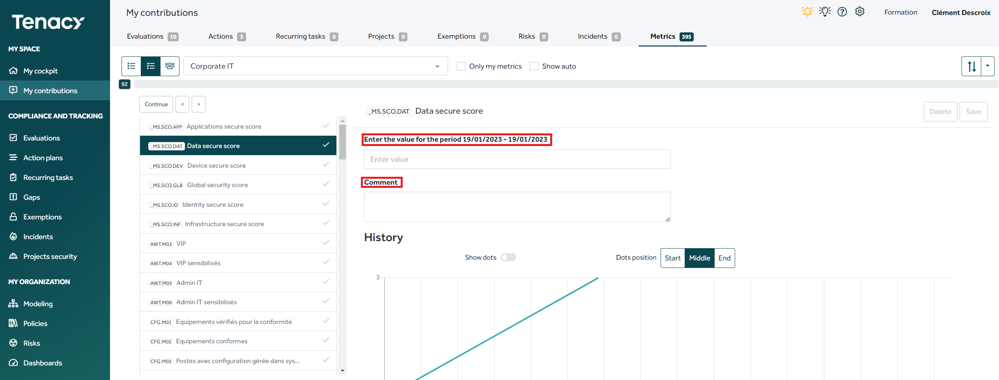 Tenacy
MY SPACE
My cockpit
My contributions
COMPLIANCE AND TRACKING
Evaluations
Action plans
Recurring tasks
Gaps
Exemptions
Incidents
Projects security
MY ORGANIZATION
Modeling
Policies
Risks
Dashboards
My contributions
Formation
Clément Descroix
Evaluations 10
Actions 3
Recurring tasks 0
Projects 0
Exemptions 0
Risks 0
Incidents 0
Metrics 395
Corporate IT
Only my metrics
Show auto
92
Continue < >
_MS.SCO.APP Applications secure score
_MS.SCO.DAT Data secure score
_MS.SCO.DEV Device secure score
_MS.SCO.GLB Global security score
_MS.SCO.ID Identity secure score
_MS.SCO.INF Infrastructure secure score
AWT.M03 VIP
AWT.M04 VIP sensibilisés
AWT.M05 Admin IT
AWT.M06 Admin IT sensibilisés
CFG.M01 Equipements vérifiés pour la conformité
CFG.M02 Equipements conformes
CFG.M03 Postes avec configuration gérée dans sys...
_MS.SCO.DAT Data secure score
Delete
Save
Enter the value for the period 19/01/2023 - 19/01/2023
Enter value
Comment
History
Show dots
Dots position Start Middle End
3